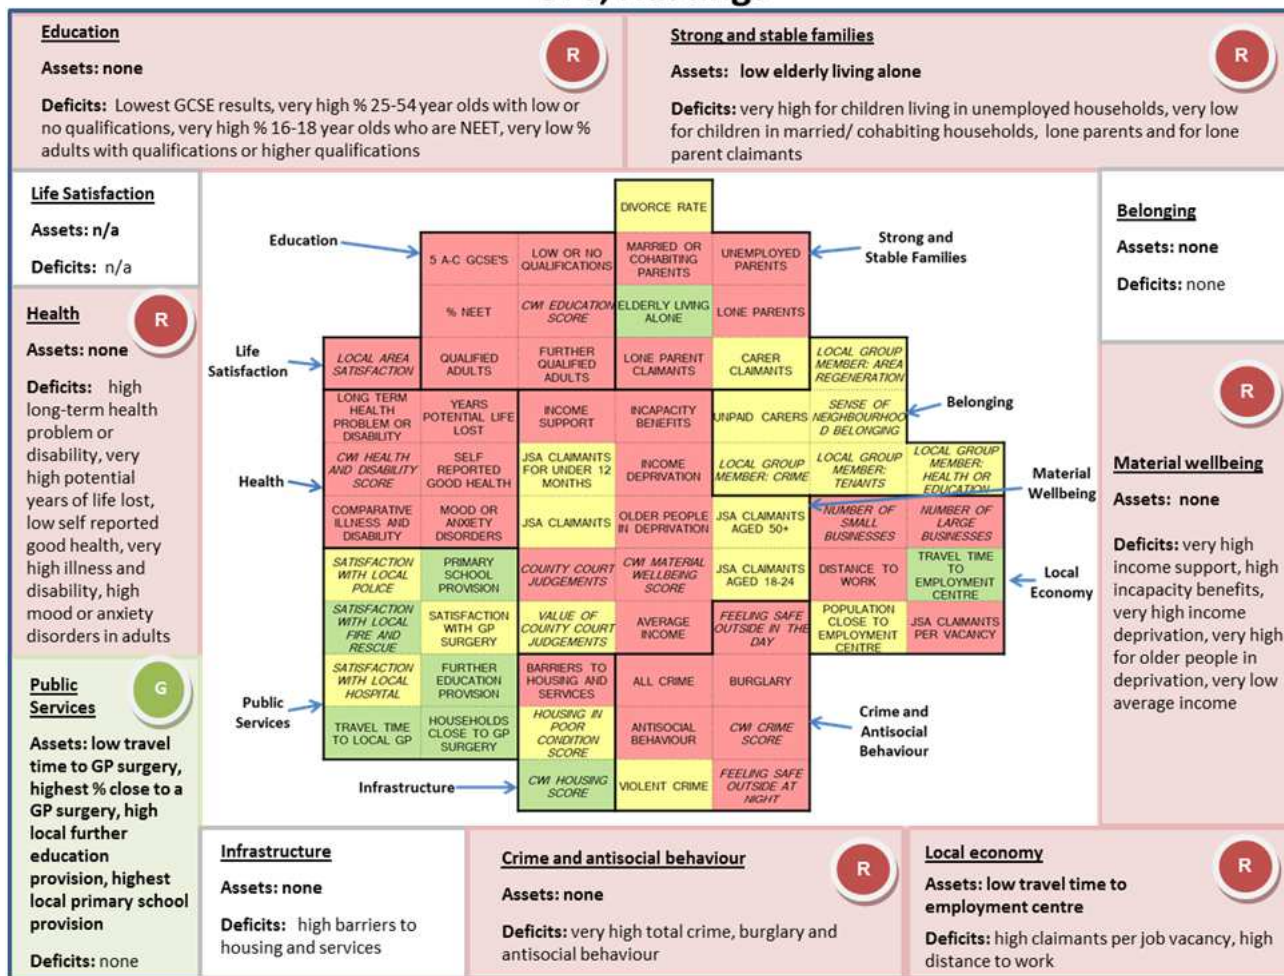 Education
R
Assets: none
Deficits: Lowest GCSE results, very high % 25-54 year olds with low or
no qualifications, very high % 16-18 year olds who are NEET, very low %
adults with qualifications or higher qualifications
Strong and stable families
R
Assets: low elderly living alone
Deficits: very high for children living in unemployed households, very low
for children in married/ cohabiting households, lone parents and for lone
parent claimants
Life Satisfaction
Assets: n/a
Deficits: n/a
Health
R
Assets: none
Deficits: high
long-term health
problem or
disability, very
high potential
years of life lost,
low self reported
good health, very
high illness and
disability, high
mood or anxiety
disorders in adults
Public
Services
G
Assets: low travel
time to GP surgery,
highest % close to a
GP surgery, high
local further
education
provision, highest
local primary school
provision
Deficits: none
Education
Strong and
Stable Families
Life
Satisfaction
Belonging
Health
Material
Wellbeing
Local
Economy
Public
Services
Crime and
Antisocial
Behaviour
Infrastructure
DIVORCE RATE
5 A-C GCSE'S
LOW OR NO
QUALIFICATIONS
MARRIED OR
COHABITING
PARENTS
UNEMPLOYED
PARENTS
% NEET
CWI EDUCATION
SCORE
ELDERLY LIVING
ALONE
LONE PARENTS
LOCAL AREA
SATISFACTION
QUALIFIED
ADULTS
FURTHER
QUALIFIED
ADULTS
LONE PARENT
CLAIMANTS
CARER
CLAIMANTS
LOCAL GROUP
MEMBER: AREA
REGENERATION
LONG TERM
HEALTH
PROBLEM OR
DISABILITY
YEARS
POTENTIAL LIFE
LOST
INCOME
SUPPORT
INCAPACITY
BENEFITS
UNPAID CARERS
SENSE OF
NEIGHBOURHOO
D BELONGING
CWI HEALTH
AND DISABILITY
SCORE
SELF
REPORTED
GOOD HEALTH
JSA CLAIMANTS
FOR UNDER 12
MONTHS
INCOME
DEPRIVATION
LOCAL GROUP
MEMBER: CRIME
LOCAL GROUP
MEMBER:
TENANTS
LOCAL GROUP
MEMBER:
HEALTH OR
EDUCATION
COMPARATIVE
ILLNESS AND
DISABILITY
MOOD OR
ANXIETY
DISORDERS
JSA CLAIMANTS
OLDER PEOPLE
IN DEPRIVATION
JSA CLAIMANTS
AGED 50+
NUMBER OF
SMALL
BUSINESSES
NUMBER OF
LARGE
BUSINESSES
SATISFACTION
WITH LOCAL
POLICE
PRIMARY
SCHOOL
PROVISION
COUNTY COURT
JUDGEMENTS
CWI MATERIAL
WELLBEING
SCORE
JSA CLAIMANTS
AGED 18-24
DISTANCE TO
WORK
TRAVEL TIME
TO
EMPLOYMENT
CENTRE
SATISFACTION
WITH LOCAL
FIRE AND
RESCUE
SATISFACTION
WITH GP
SURGERY
VALUE OF
COUNTY COURT
JUDGEMENTS
AVERAGE
INCOME
FEELING SAFE
OUTSIDE IN THE
DAY
POPULATION
CLOSE TO
EMPLOYMENT
CENTRE
JSA CLAIMANTS
PER VACANCY
SATISFACTION
WITH LOCAL
HOSPITAL
FURTHER
EDUCATION
PROVISION
BARRIERS TO
HOUSING AND
SERVICES
ALL CRIME
BURGLARY
TRAVEL TIME
TO LOCAL GP
HOUSEHOLDS
CLOSE TO GP
SURGERY
HOUSING IN
POOR
CONDITION
SCORE
ANTISOCIAL
BEHAVIOUR
CWI CRIME
SCORE
CWI HOUSING
SCORE
VIOLENT CRIME
FEELING SAFE
OUTSIDE AT
NIGHT
Belonging
Assets: none
Deficits: none
R
Material wellbeing
Assets: none
Deficits: very high
income support, high
incapacity benefits,
very high income
deprivation, very high
for older people in
deprivation, very low
average income
Infrastructure
Assets: none
Deficits: high barriers to
housing and services
Crime and antisocial behaviour
R
Assets: none
Deficits: very high total crime, burglary and
antisocial behaviour
Local economy
R
Assets: low travel time to
employment centre
Deficits: high claimants per job vacancy, high
distance to work